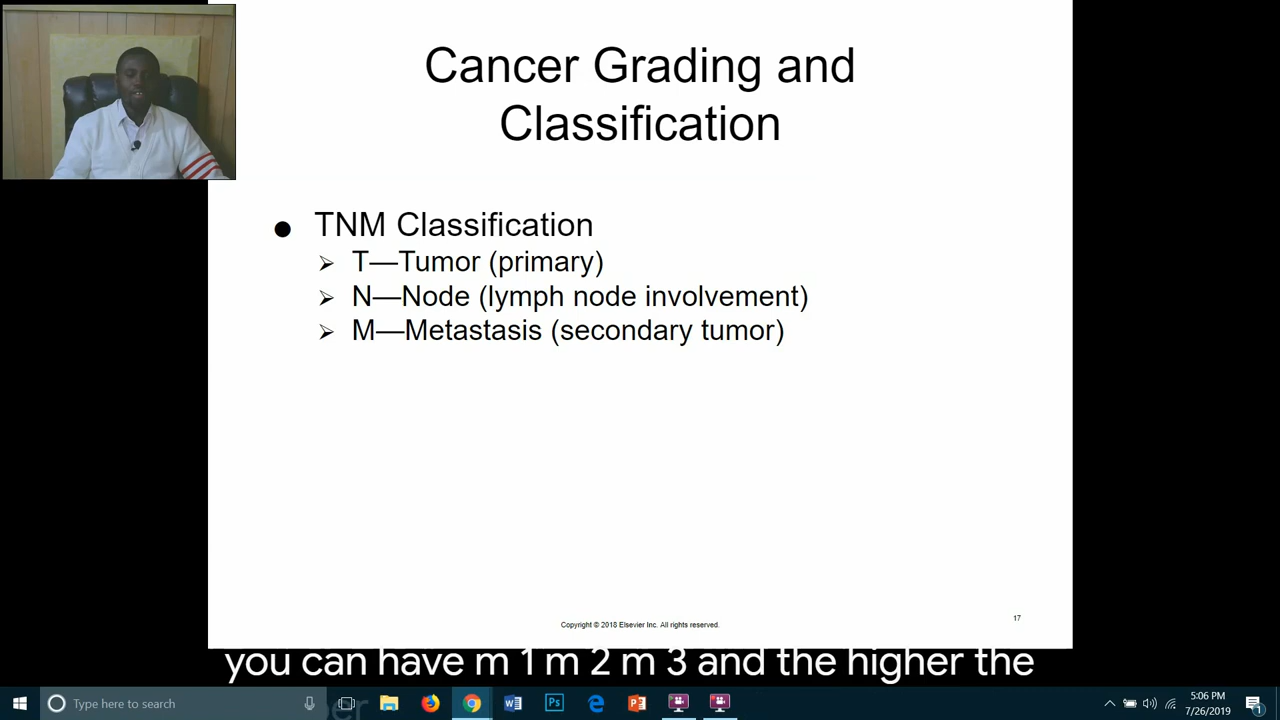 Cancer Grading and
Classification
● TNM Classification
➢ T—Tumor (primary)
➢ N—Node (lymph node involvement)
➢ M—Metastasis (secondary tumor)
17
Copyright © 2018 Elsevier Inc. All rights reserved.
you can have m 1 m 2 m 3 and the higher the
Type here to search
5:06 PM
7/26/2019